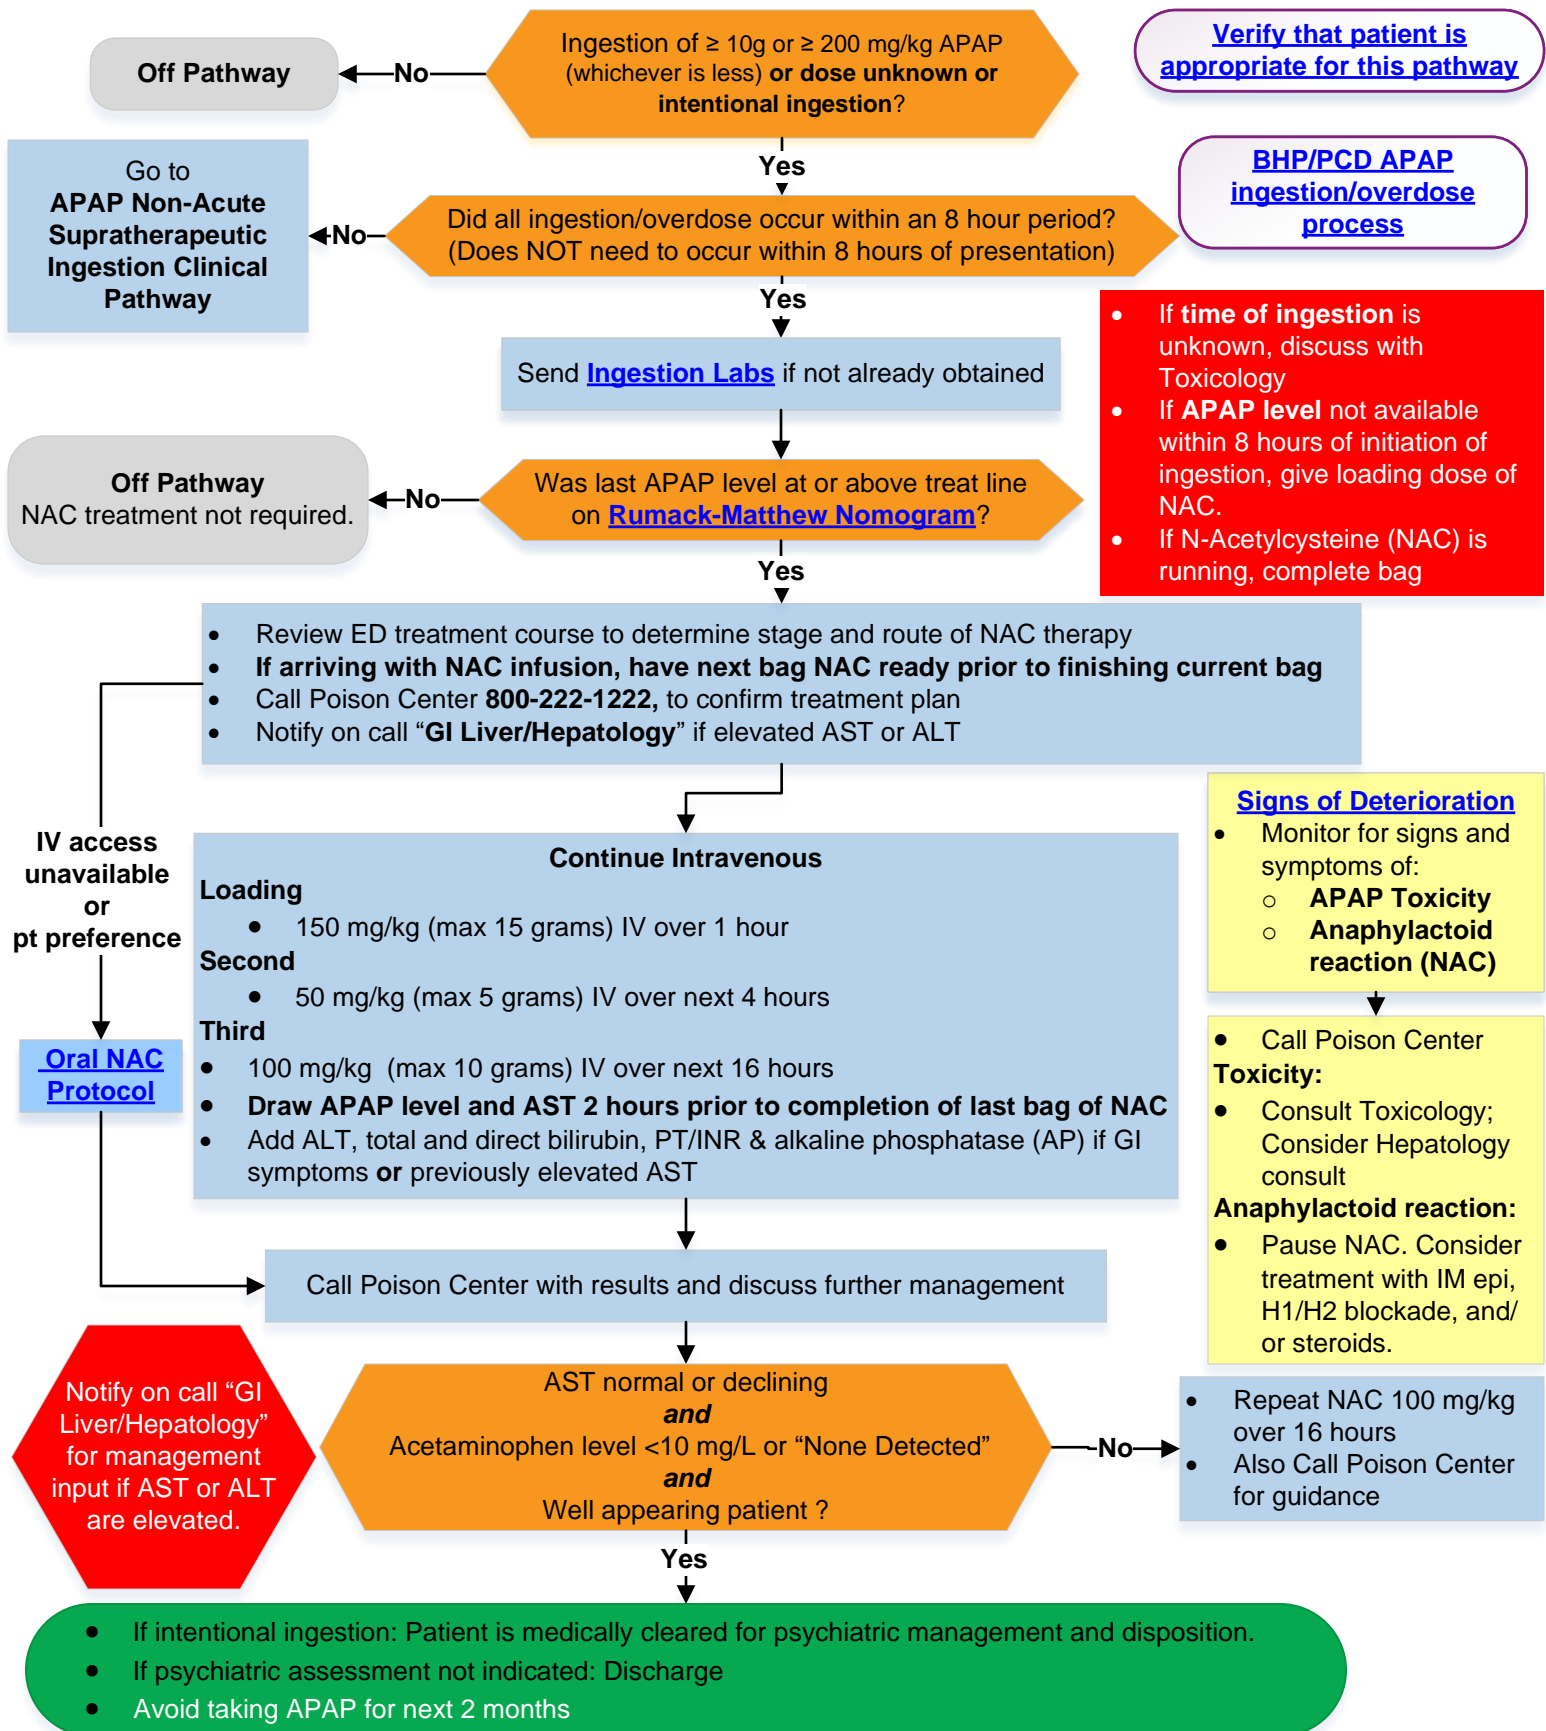 Ingestion of ≥ 10g or ≥ 200 mg/kg APAP
(whichever is less) or dose unknown or
intentional ingestion?
No
Off Pathway
Verify that patient is
appropriate for this pathway
Yes
BHP/PCD APAP
ingestion/overdose
process
Did all ingestion/overdose occur within an 8 hour period?
(Does NOT need to occur within 8 hours of presentation)
No
Go to
APAP Non-Acute
Supratherapeutic
Ingestion Clinical
Pathway
Yes
Send Ingestion Labs if not already obtained
• If time of ingestion is
unknown, discuss with
Toxicology
• If APAP level not available
within 8 hours of initiation of
ingestion, give loading dose of
NAC.
• If N-Acetylcysteine (NAC) is
running, complete bag
Was last APAP level at or above treat line
on Rumack-Matthew Nomogram?
No
Off Pathway
NAC treatment not required.
Yes
• Review ED treatment course to determine stage and route of NAC therapy
• If arriving with NAC infusion, have next bag NAC ready prior to finishing current bag
• Call Poison Center 800-222-1222, to confirm treatment plan
• Notify on call “GI Liver/Hepatology” if elevated AST or ALT
IV access
unavailable
or
pt preference
Oral NAC
Protocol
Continue Intravenous
Loading
• 150 mg/kg (max 15 grams) IV over 1 hour
Second
• 50 mg/kg (max 5 grams) IV over next 4 hours
Third
• 100 mg/kg (max 10 grams) IV over next 16 hours
• Draw APAP level and AST 2 hours prior to completion of last bag of NAC
• Add ALT, total and direct bilirubin, PT/INR & alkaline phosphatase (AP) if GI
symptoms or previously elevated AST
Signs of Deterioration
• Monitor for signs and
symptoms of:
o APAP Toxicity
o Anaphylactoid
reaction (NAC)
• Call Poison Center
Toxicity:
• Consult Toxicology;
Consider Hepatology
consult
Anaphylactoid reaction:
• Pause NAC. Consider
treatment with IM epi,
H1/H2 blockade, and/
or steroids.
Call Poison Center with results and discuss further management
Notify on call “GI
Liver/Hepatology”
for management
input if AST or ALT
are elevated.
AST normal or declining
and
Acetaminophen level <10 mg/L or “None Detected”
and
Well appearing patient ?
No
• Repeat NAC 100 mg/kg
over 16 hours
• Also Call Poison Center
for guidance
Yes
• If intentional ingestion: Patient is medically cleared for psychiatric management and disposition.
• If psychiatric assessment not indicated: Discharge
• Avoid taking APAP for next 2 months